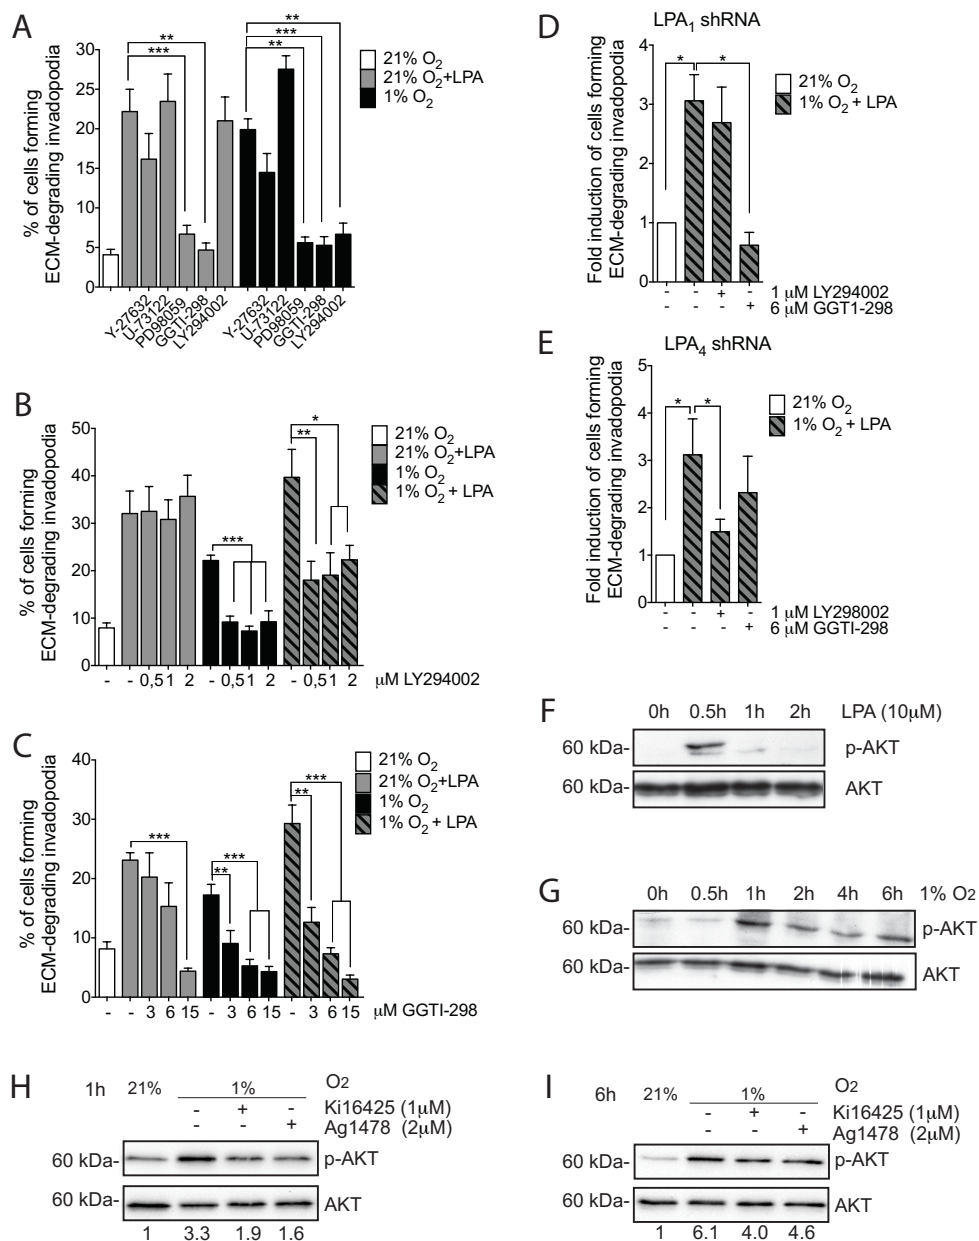 A
% of cells forming
ECM-degrading invadopodia
30
25
20
15
10
5
0
** 
***
**
***
**
21% O2
21% O2+LPA
1% O2
Y-27632
U-73122
PD98059
GGTI-298
LY294002
Y-27632
U-73122
PD98059
GGTI-298
LY294002
B
% of cells forming
ECM-degrading invadopodia
50
40
30
20
10
0
***
**
*
21% O2
21% O2+LPA
1% O2
1% O2 + LPA
- - 0,5 1 2 - 0,5 1 2 - 0,5 1 2 μM LY294002
C
% of cells forming
ECM-degrading invadopodia
40
30
20
10
0
***
**
***
**
***
21% O2
21% O2+LPA
1% O2
1% O2 + LPA
- - 3 6 15 - 3 6 15 - 3 6 15 μM GGTI-298
D
LPA1 shRNA
Fold induction of cells forming
ECM-degrading invadopodia
4
3
2
1
0
* *
21% O2
1% O2 + LPA
- - + - 1 μM LY294002
- - - + 6 μM GGT1-298
E
LPA4 shRNA
Fold induction of cells forming
ECM-degrading invadopodia
5
4
3
2
1
0
* *
21% O2
1% O2 + LPA
- - + - 1 μM LY298002
- - - + 6 μM GGTI-298
F
0h 0.5h 1h 2h LPA (10μM)
60 kDa- p-AKT
60 kDa- AKT
G
0h 0.5h 1h 2h 4h 6h 1% O2
60 kDa- p-AKT
60 kDa- AKT
H
1h 21% 1% O2
- + - Ki16425 (1μM)
- - + Ag1478 (2μM)
60 kDa- p-AKT
60 kDa- AKT
1 3.3 1.9 1.6
I
6h 21% 1% O2
- + - Ki16425 (1μM)
- - + Ag1478 (2μM)
60 kDa- p-AKT
60 kDa- AKT
1 6.1 4.0 4.6